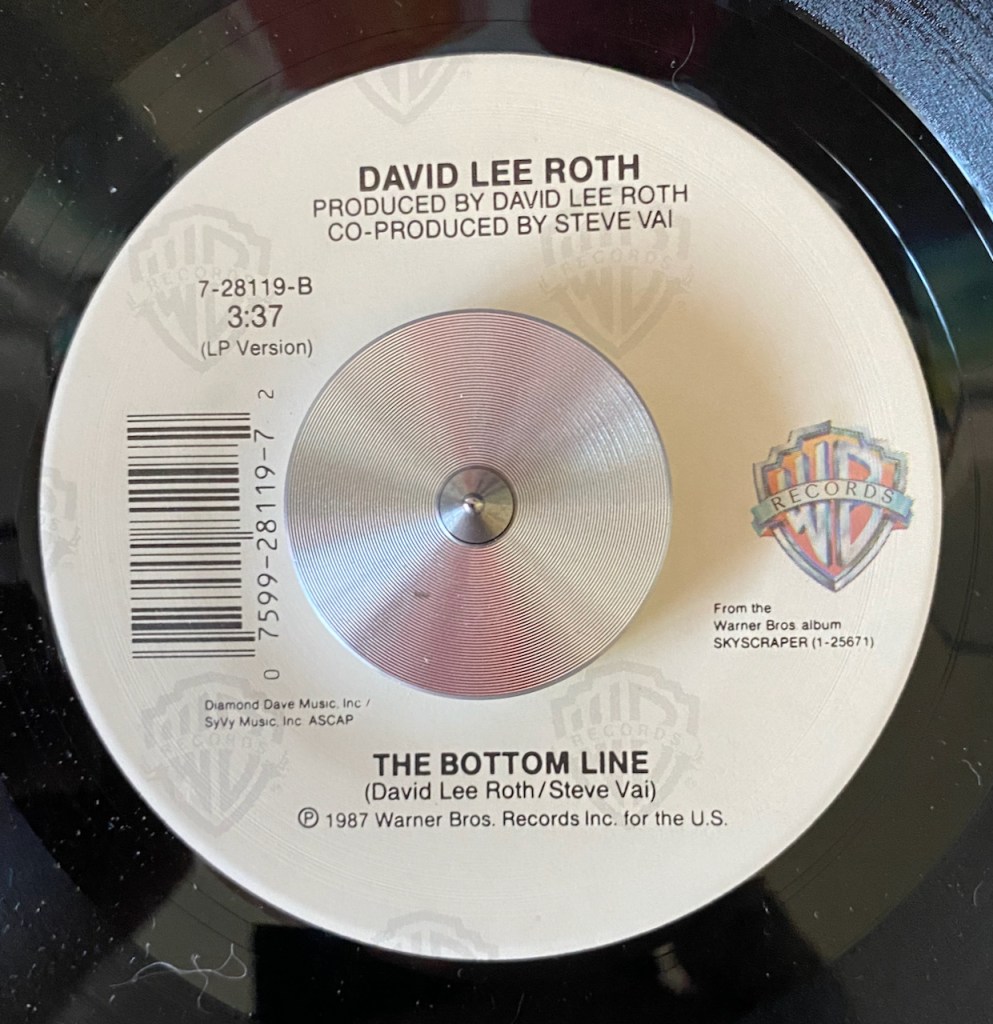 DAVID LEE ROTH
PRODUCED BY DAVID LEE ROTH
CO-PRODUCED BY STEVE VAI
7-28119-B
3:37
(LP Version)
0 7599-28119-7 2
RECORDS
From the
Warner Bros. album
SKYSCRAPER (1-25671)
Diamond Dave Music, Inc /
SyVy Music, Inc. ASCAP
THE BOTTOM LINE
(David Lee Roth/Steve Vai)
Ⓟ 1987 Warner Bros. Records Inc. for the U.S.